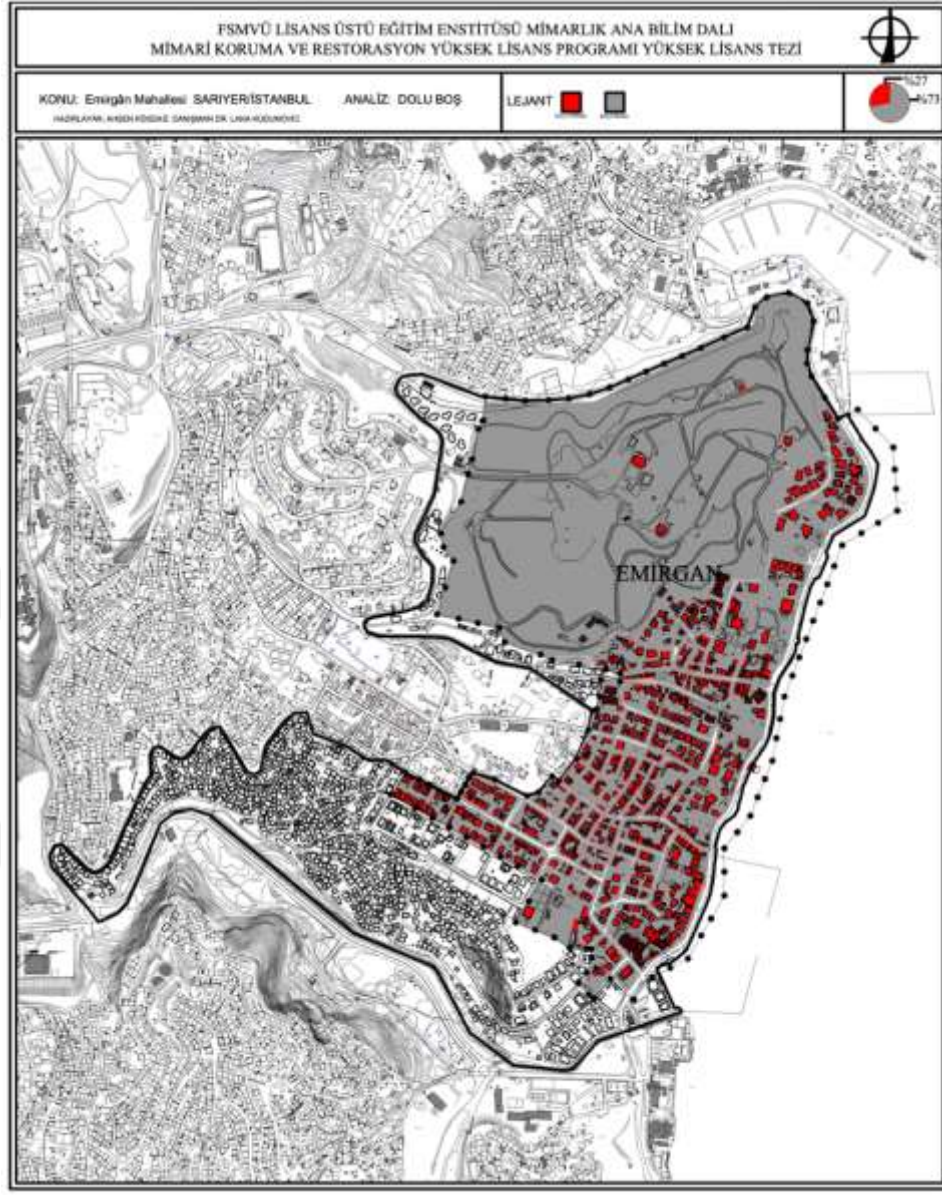 FSMVÜ LİSANS ÜSTÜ EĞİTİM ENSTİTÜSÜ MİMARLIK ANA BİLİM DALI
MİMARİ KORUMA VE RESTORASYON YÜKSEK LİSANS PROGRAMI YÜKSEK LİSANS TEZİ
KONU: Emirgân Mahallesi SARIYER/İSTANBUL ANALİZ: DOLU BOŞ
LEJANT
%27
%73
EMİRGAN